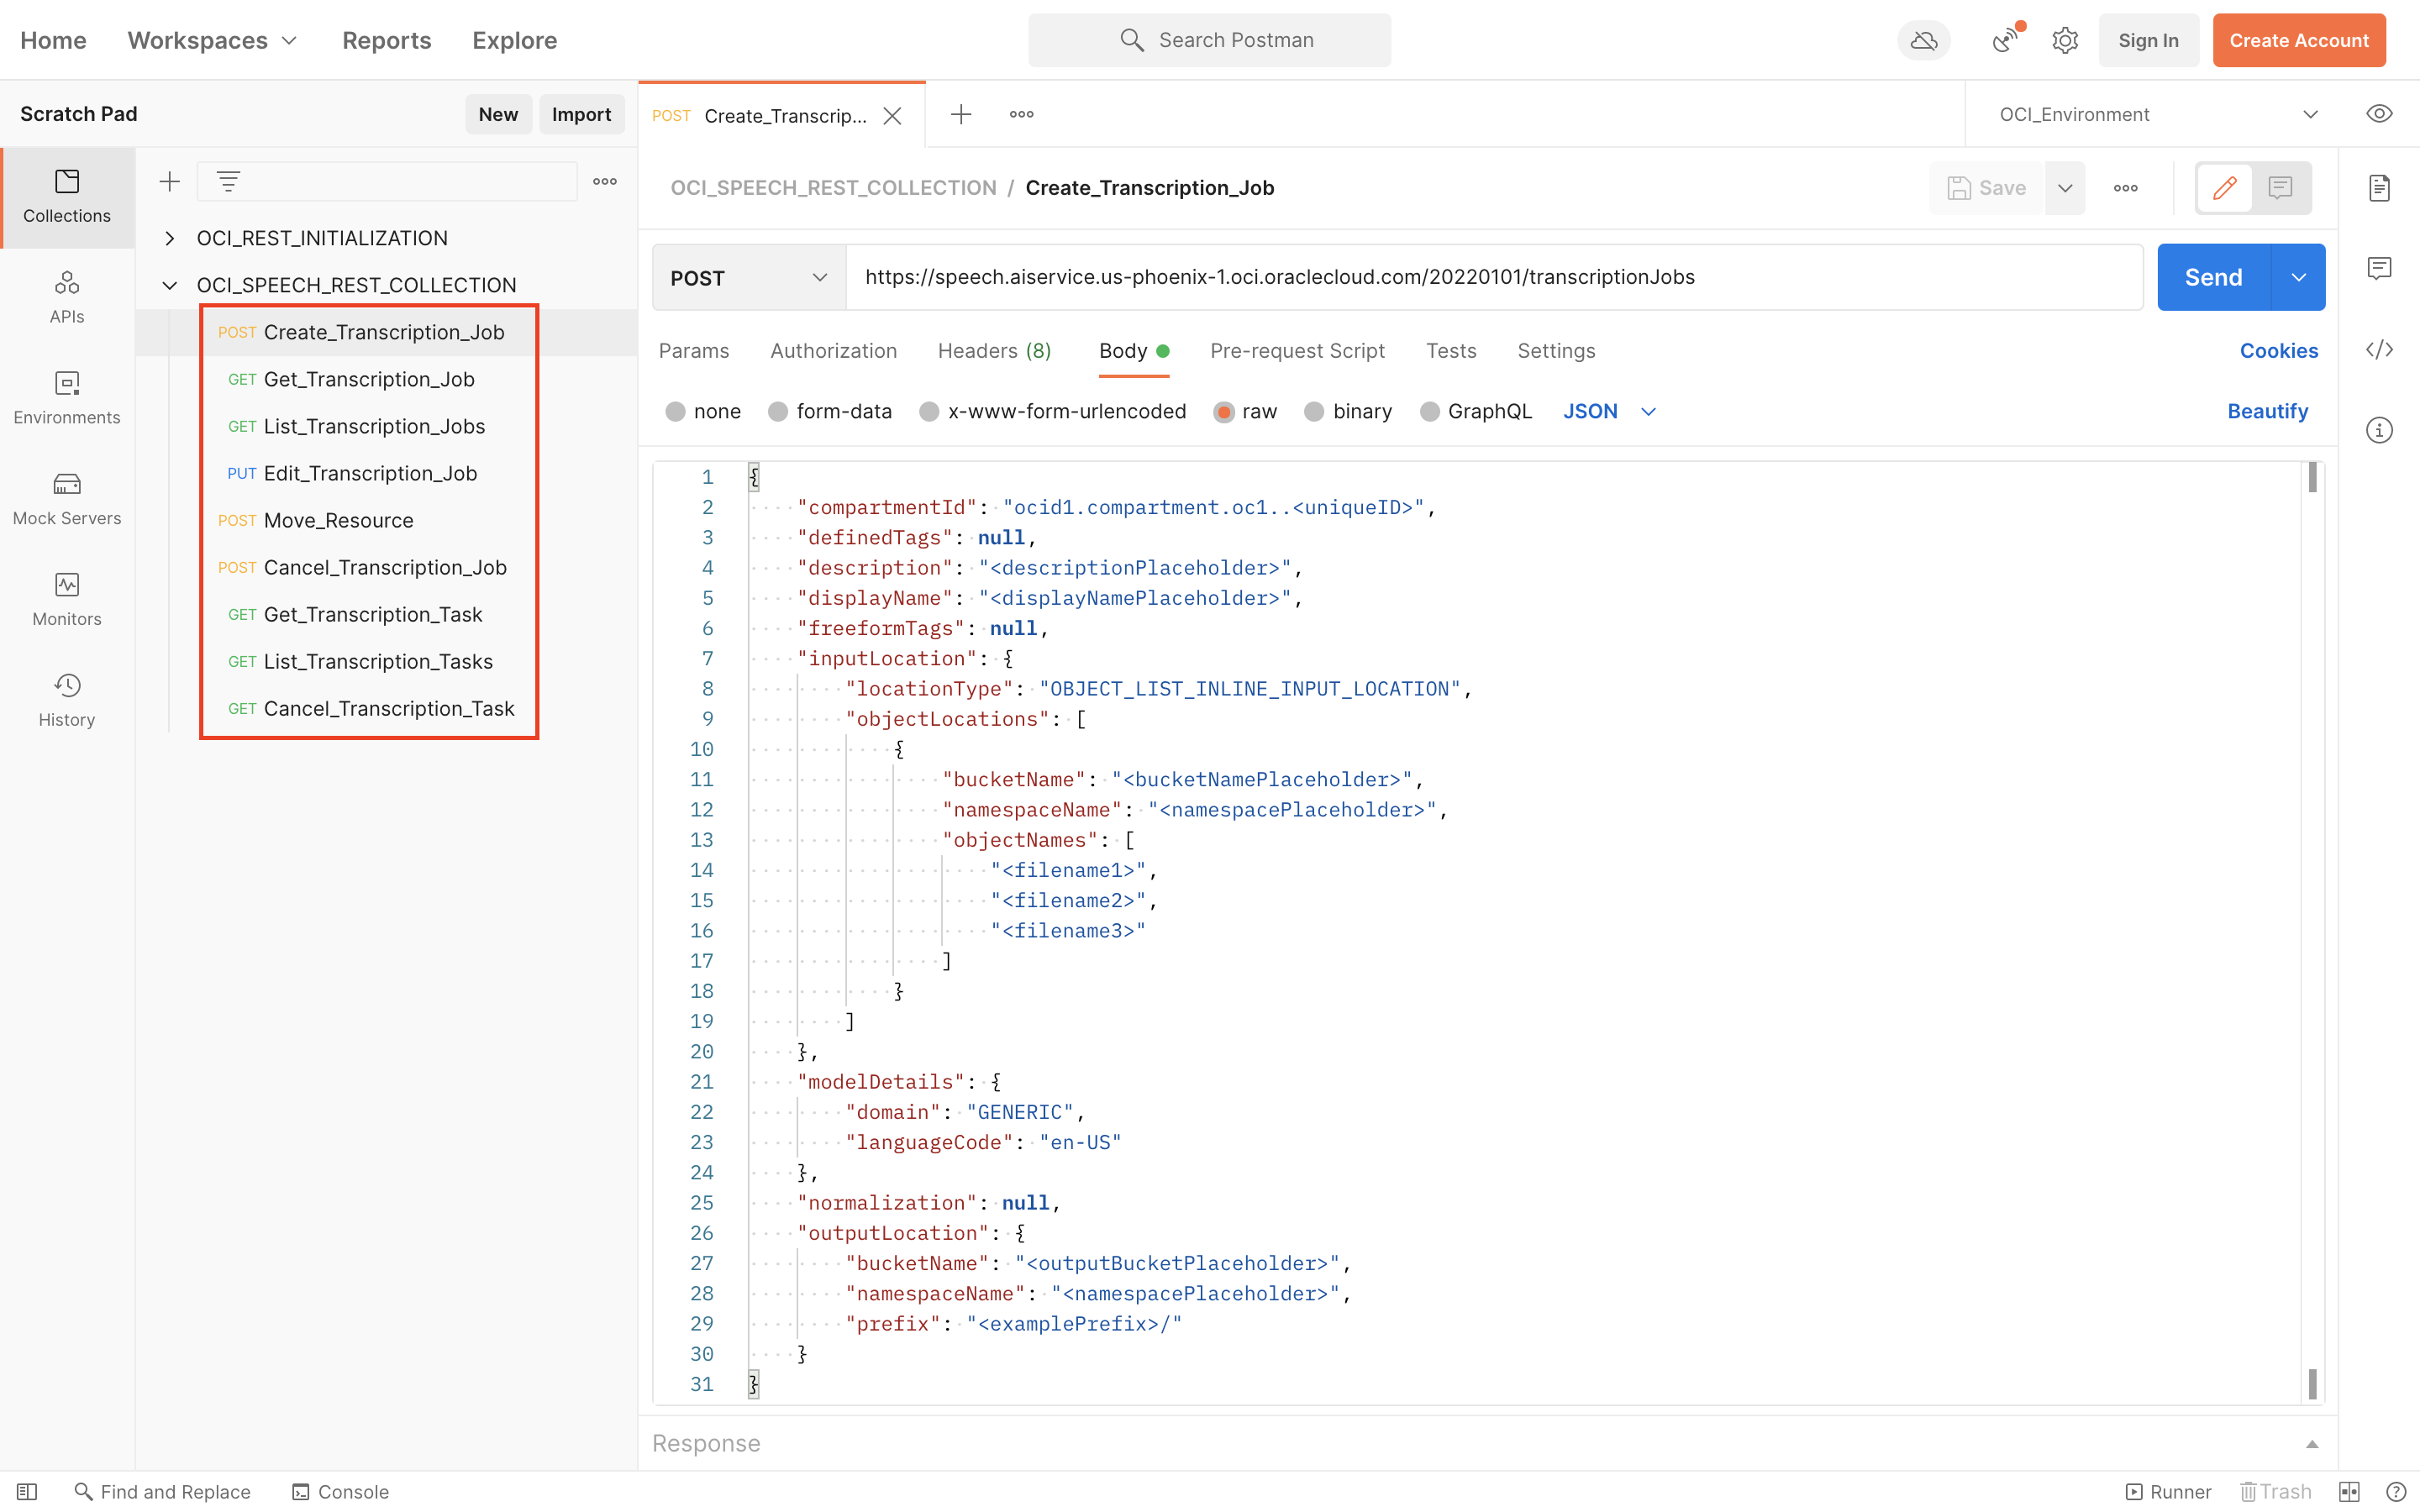 Home Workspaces Reports Explore Search Postman Sign In Create Account
Scratch Pad New Import POST Create_Transcrip... OCI_Environment
OCI_SPEECH_REST_COLLECTION / Create_Transcription_Job Save
Collections
APIs
Environments
Mock Servers
Monitors
History
OCI_REST_INITIALIZATION
OCI_SPEECH_REST_COLLECTION
POST Create_Transcription_Job
GET Get_Transcription_Job
GET List_Transcription_Jobs
PUT Edit_Transcription_Job
POST Move_Resource
POST Cancel_Transcription_Job
GET Get_Transcription_Task
GET List_Transcription_Tasks
GET Cancel_Transcription_Task
POST https://speech.aiservice.us-phoenix-1.oci.oraclecloud.com/20220101/transcriptionJobs Send
Params Authorization Headers (8) Body Pre-request Script Tests Settings Cookies
none form-data x-www-form-urlencoded raw binary GraphQL JSON Beautify
1 {
2 "compartmentId": "ocid1.compartment.oc1..<uniqueID>",
3 "definedTags": null,
4 "description": "<descriptionPlaceholder>",
5 "displayName": "<displayNamePlaceholder>",
6 "freeformTags": null,
7 "inputLocation": {
8 "locationType": "OBJECT_LIST_INLINE_INPUT_LOCATION",
9 "objectLocations": [
10 {
11 "bucketName": "<bucketNamePlaceholder>",
12 "namespaceName": "<namespacePlaceholder>",
13 "objectNames": [
14 "<filename1>",
15 "<filename2>",
16 "<filename3>"
17 ]
18 }
19 ]
20 },
21 "modelDetails": {
22 "domain": "GENERIC",
23 "languageCode": "en-US"
24 },
25 "normalization": null,
26 "outputLocation": {
27 "bucketName": "<outputBucketPlaceholder>",
28 "namespaceName": "<namespacePlaceholder>",
29 "prefix": "<examplePrefix>/"
30 }
31 }
Response
Find and Replace Console Runner Trash